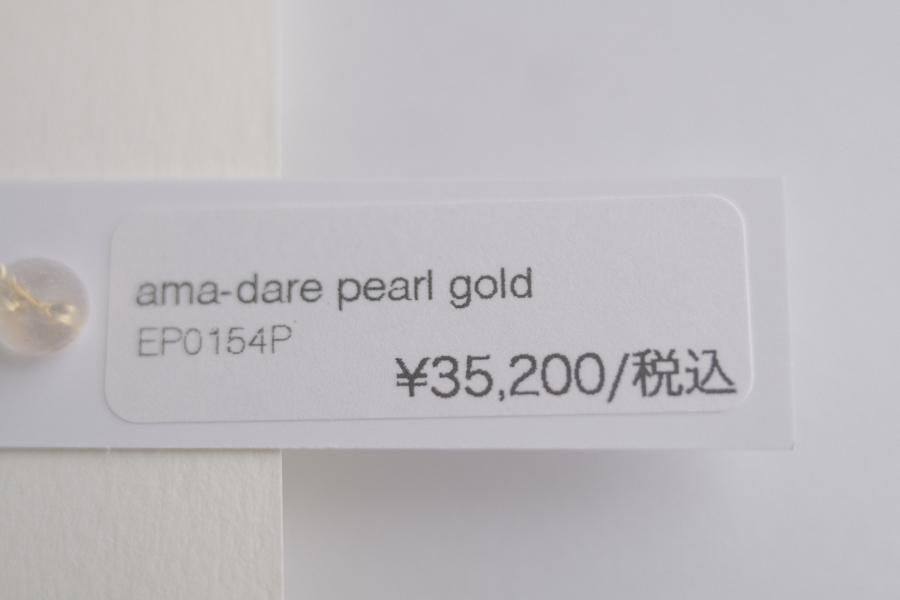 ama-dare pearl gold
EP0154P
¥35,200/税込